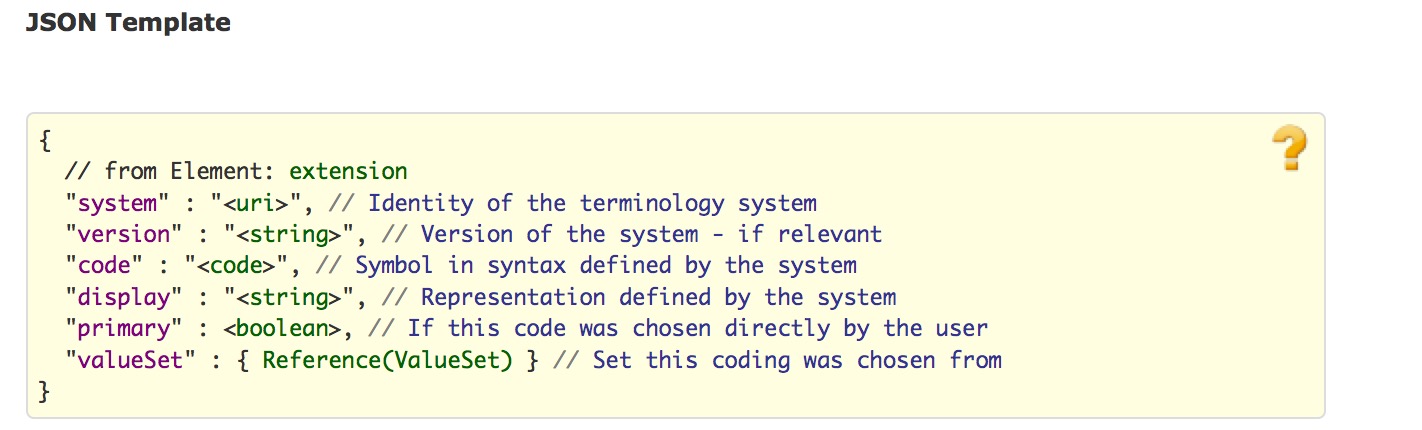 JSON Template
{
// from Element: extension
"system" : "<uri>", // Identity of the terminology system
"version" : "<string>", // Version of the system - if relevant
"code" : "<code>", // Symbol in syntax defined by the system
"display" : "<string>", // Representation defined by the system
"primary" : <boolean>, // If this code was chosen directly by the user
"valueSet" : { Reference(ValueSet) } // Set this coding was chosen from
}
?